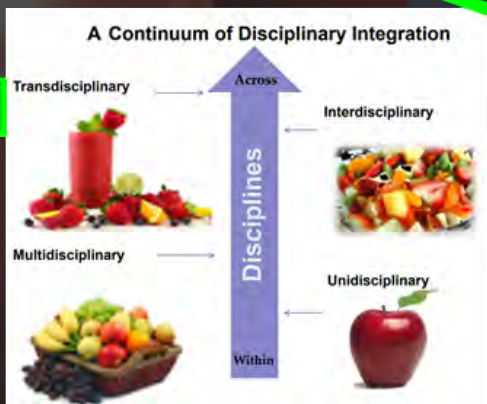 A Continuum of Disciplinary Integration
Across
Transdisciplinary
Interdisciplinary
Disciplines
Multidisciplinary
Unidisciplinary
Within